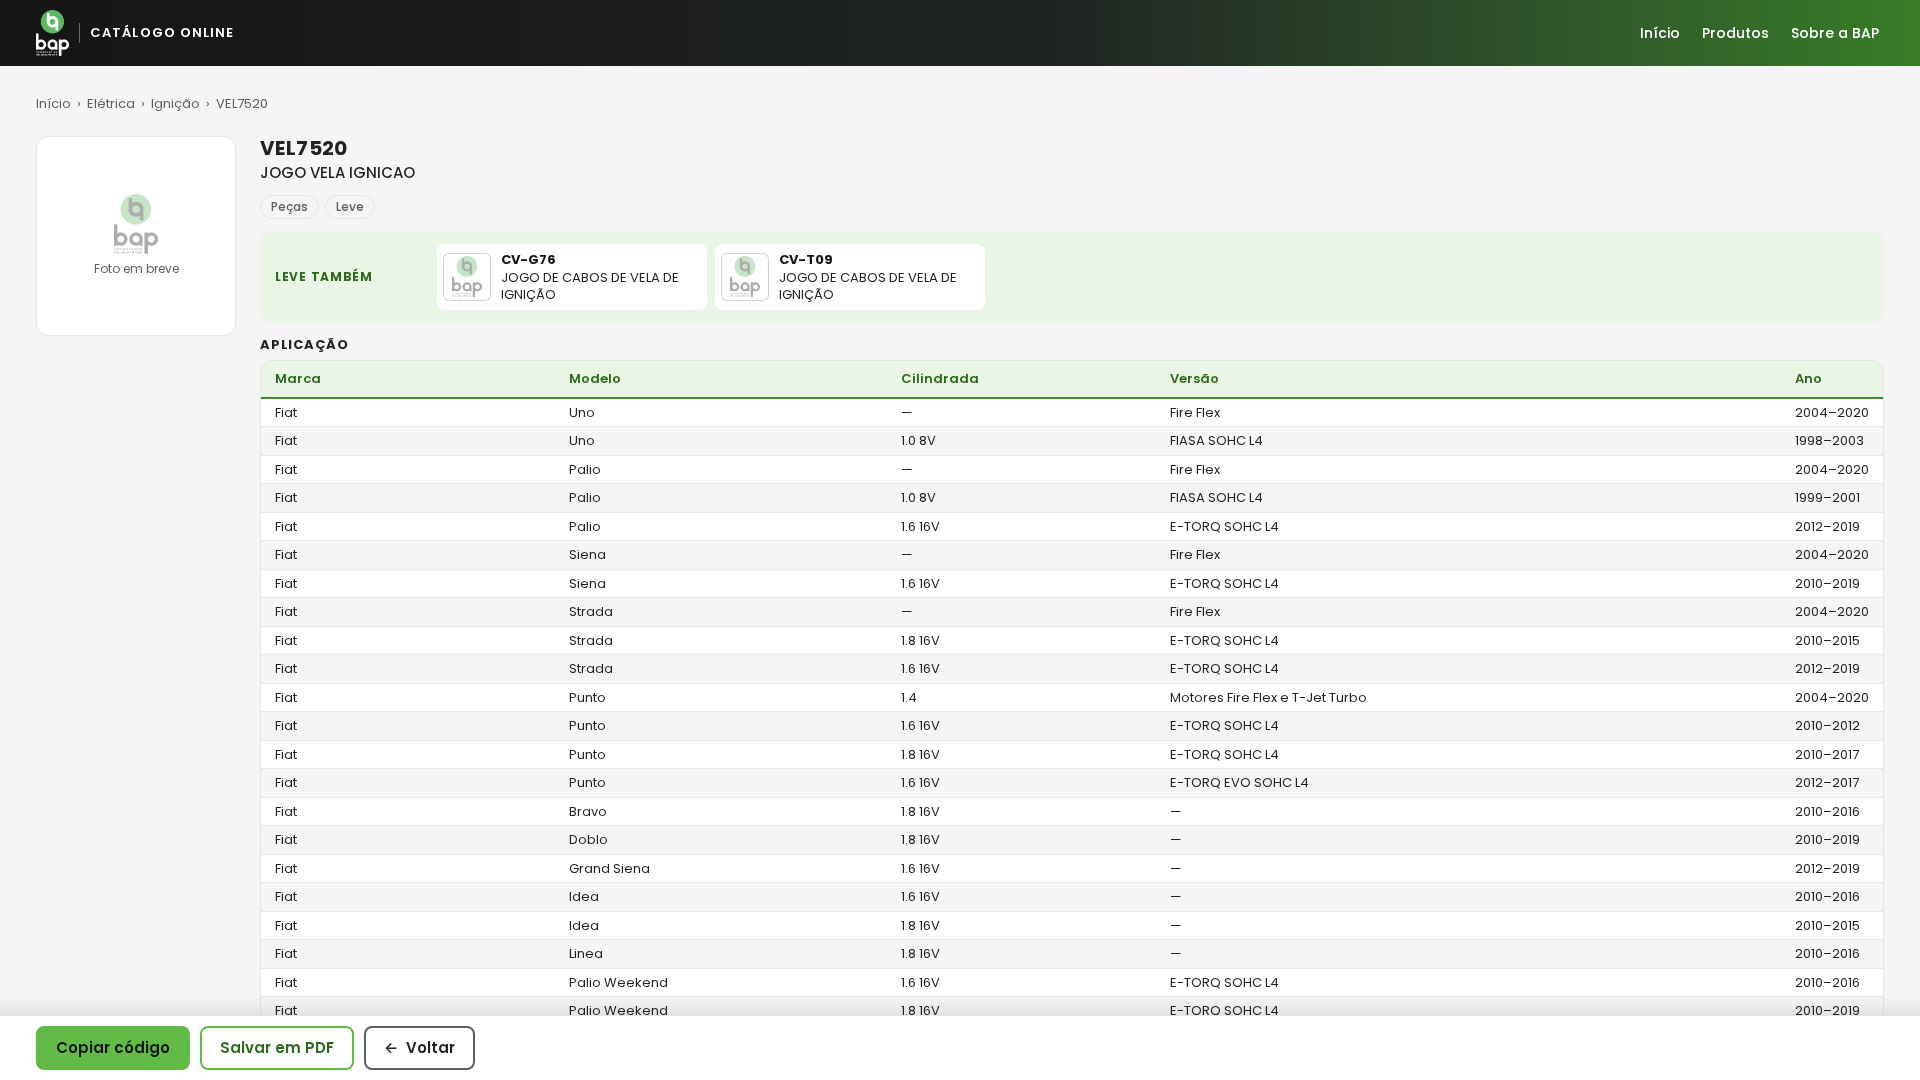 bap
CATÁLOGO ONLINE
Início
Produtos
Sobre a BAP
Início › Elétrica › Ignição › VEL7520
bap
Foto em breve
VEL7520
JOGO VELA IGNICAO
Peças
Leve
LEVE TAMBÉM
bap
CV-G76
JOGO DE CABOS DE VELA DE
IGNIÇÃO
bap
CV-T09
JOGO DE CABOS DE VELA DE
IGNIÇÃO
APLICAÇÃO
Marca Modelo Cilindrada Versão Ano
Fiat Uno — Fire Flex 2004–2020
Fiat Uno 1.0 8V FIASA SOHC L4 1998–2003
Fiat Palio — Fire Flex 2004–2020
Fiat Palio 1.0 8V FIASA SOHC L4 1999–2001
Fiat Palio 1.6 16V E-TORQ SOHC L4 2012–2019
Fiat Siena — Fire Flex 2004–2020
Fiat Siena 1.6 16V E-TORQ SOHC L4 2010–2019
Fiat Strada — Fire Flex 2004–2020
Fiat Strada 1.8 16V E-TORQ SOHC L4 2010–2015
Fiat Strada 1.6 16V E-TORQ SOHC L4 2012–2019
Fiat Punto 1.4 Motores Fire Flex e T-Jet Turbo 2004–2020
Fiat Punto 1.6 16V E-TORQ SOHC L4 2010–2012
Fiat Punto 1.8 16V E-TORQ SOHC L4 2010–2017
Fiat Punto 1.6 16V E-TORQ EVO SOHC L4 2012–2017
Fiat Bravo 1.8 16V — 2010–2016
Fiat Doblo 1.8 16V — 2010–2019
Fiat Grand Siena 1.6 16V — 2012–2019
Fiat Idea 1.6 16V — 2010–2016
Fiat Idea 1.8 16V — 2010–2015
Fiat Linea 1.8 16V — 2010–2016
Fiat Palio Weekend 1.6 16V E-TORQ SOHC L4 2010–2016
Fiat Palio Weekend 1.8 16V E-TORQ SOHC L4 2010–2019
Copiar código
Salvar em PDF
← Voltar